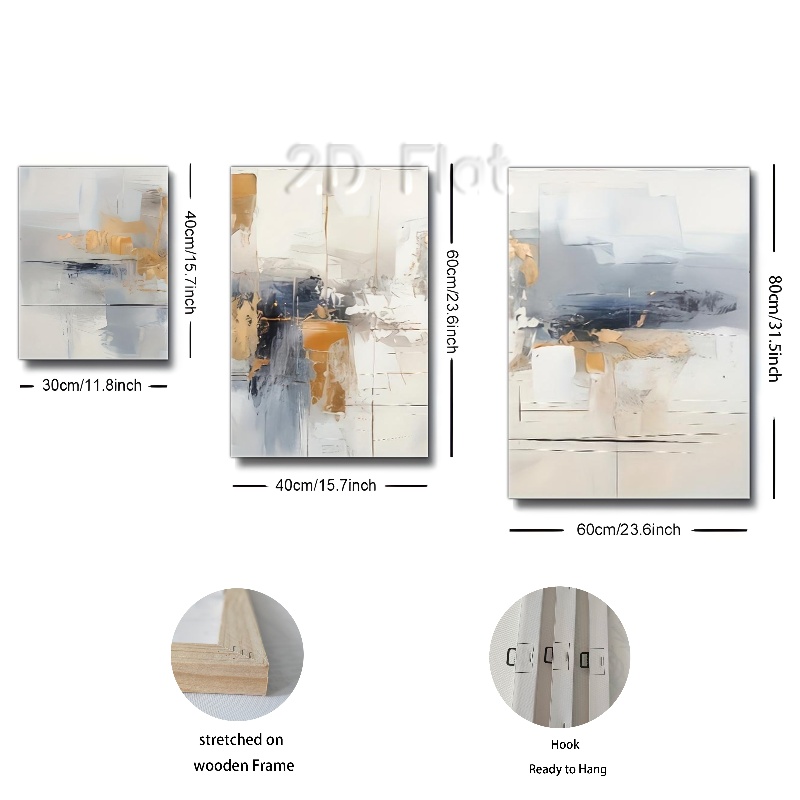 2D Flat
40cm/15.7inch
30cm/11.8inch
60cm/23.6inch
40cm/15.7inch
80cm/31.5inch
60cm/23.6inch
stretched on
wooden Frame
Hook
Ready to Hang